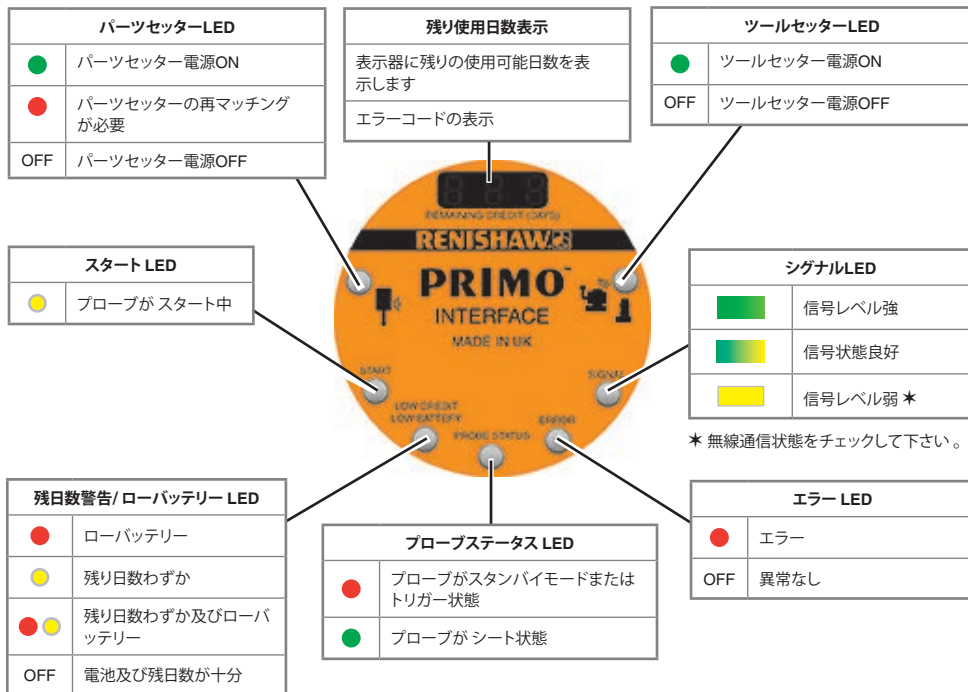 パーツセッターLED
パーツセッター電源ON
パーツセッターの再マッチング
が必要
OFF パーツセッター電源OFF
残り使用日数表示
表示器に残りの使用可能日数を表
示します
エラーコードの表示
ツールセッターLED
ツールセッター電源ON
OFF ツールセッター電源OFF
REMAINING CREDIT (DAYS)
RENISHAW
PRIMO™
INTERFACE
MADE IN UK
START
SIGNAL
LOW CREDIT
LOW BATTERY
PROBE STATUS
ERROR
スタート LED
プローブが スタート中
シグナルLED
信号レベル強
信号状態良好
信号レベル弱 ✶
✶ 無線通信状態をチェックして下さい 。
残日数警告/ ローバッテリー LED
ローバッテリー
残り日数わずか
残り日数わずか及びローバ
ッテリー
OFF 電池及び残日数が十分
プローブステータス LED
プローブがスタンバイモードまたは
トリガー状態
プローブが シート状態
エラー LED
エラー
OFF 異常なし